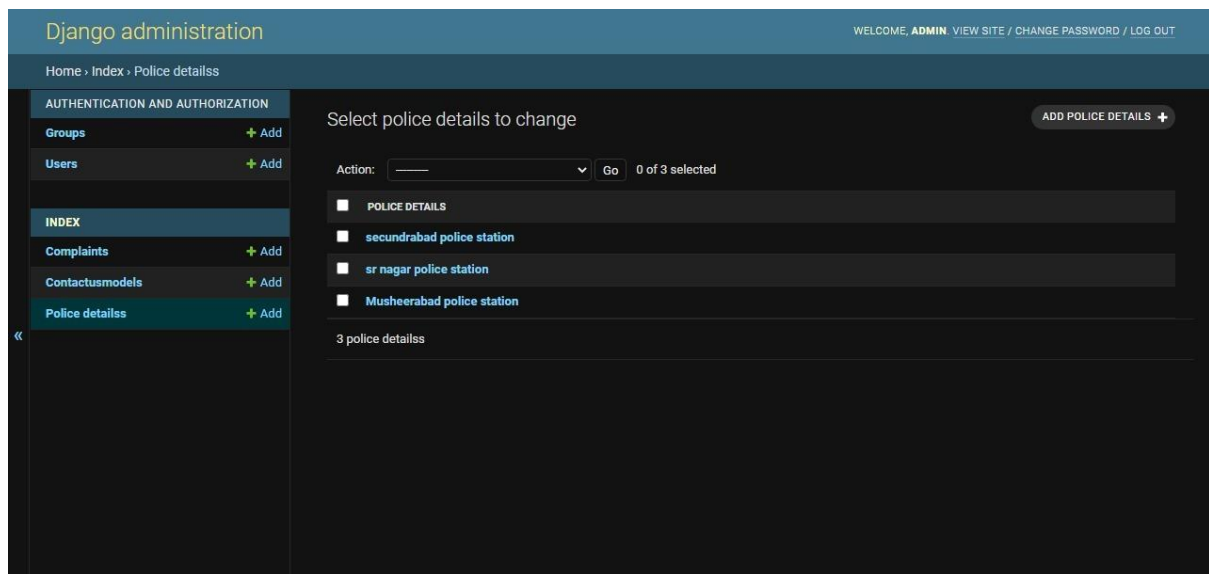 Django administration
WELCOME, ADMIN. VIEW SITE / CHANGE PASSWORD / LOG OUT
Home › Index › Police detailss
AUTHENTICATION AND AUTHORIZATION
Groups + Add
Users + Add
INDEX
Complaints + Add
Contactusmodels + Add
Police detailss + Add
«
Select police details to change
ADD POLICE DETAILS +
Action: --------- Go 0 of 3 selected
POLICE DETAILS
secundrabad police station
sr nagar police station
Musheerabad police station
3 police detailss